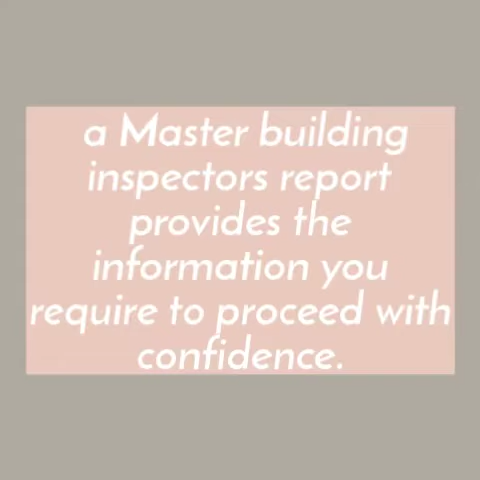 a Master building
inspectors report
provides the
information you
require to proceed with
confidence.